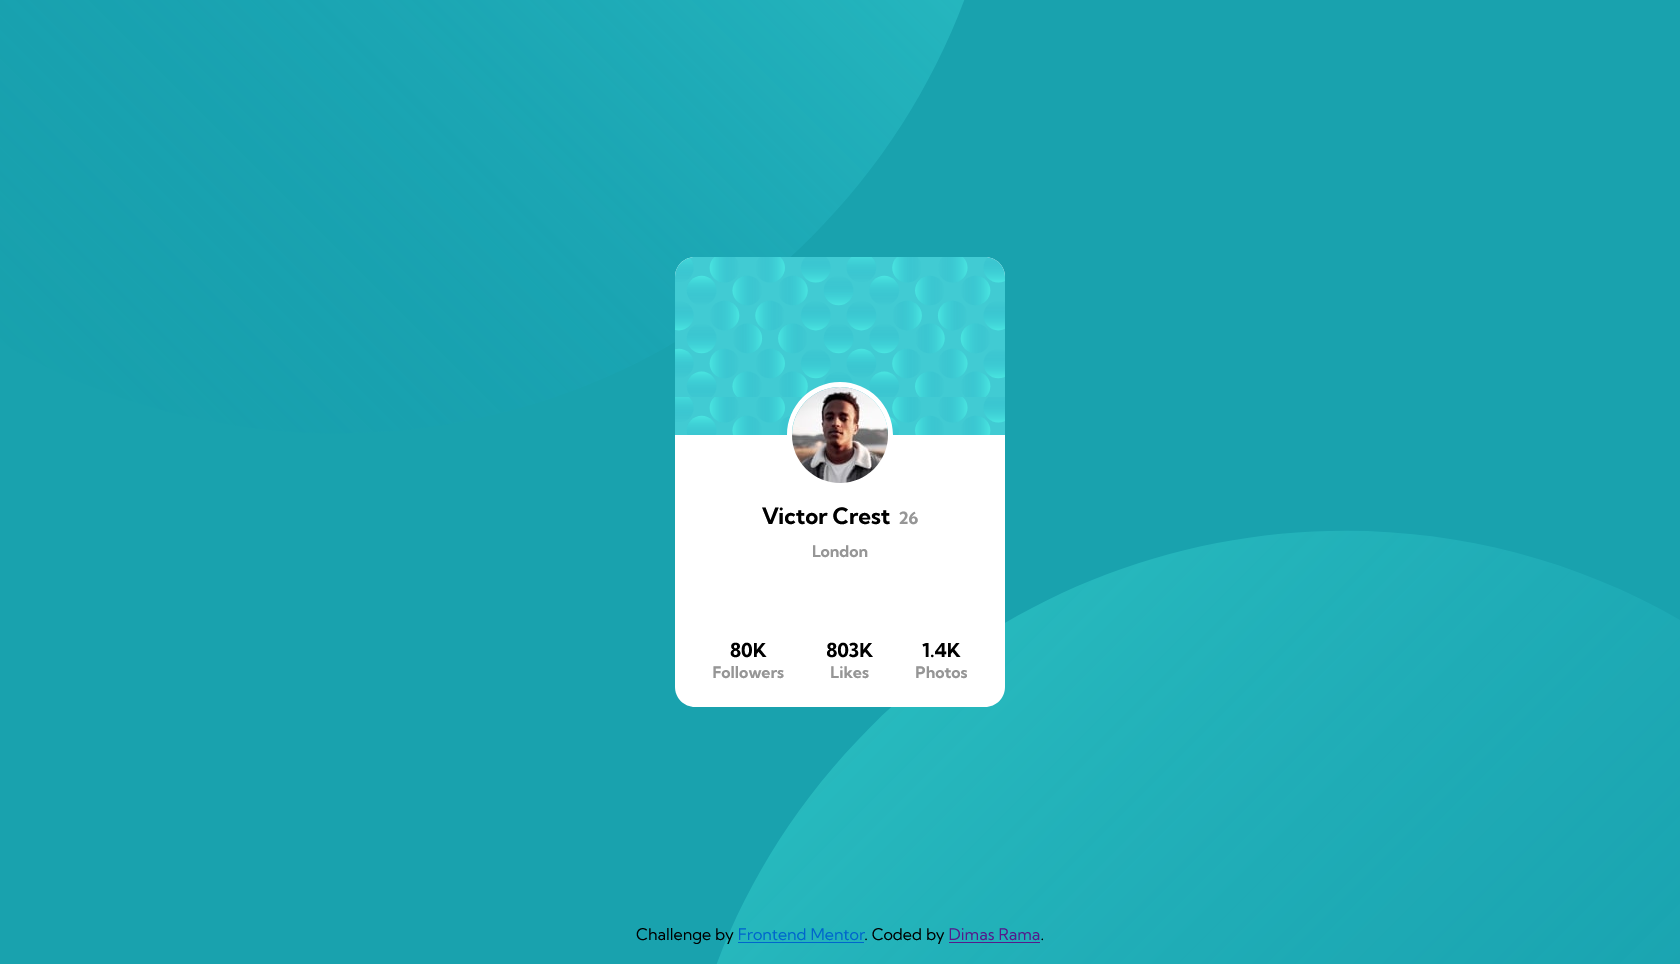 Victor Crest 26
London
80K 803K 1.4K
Followers Likes Photos
Challenge by Frontend Mentor. Coded by Dimas Rama.